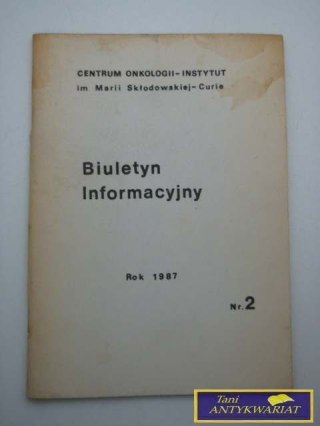 CENTRUM ONKOLOGII-INSTYTUT
im Marii Skłodowskiej-Curie
Biuletyn
Informacyjny
Rok 1987
Nr. 2
Tani
ANTYKWARIAT